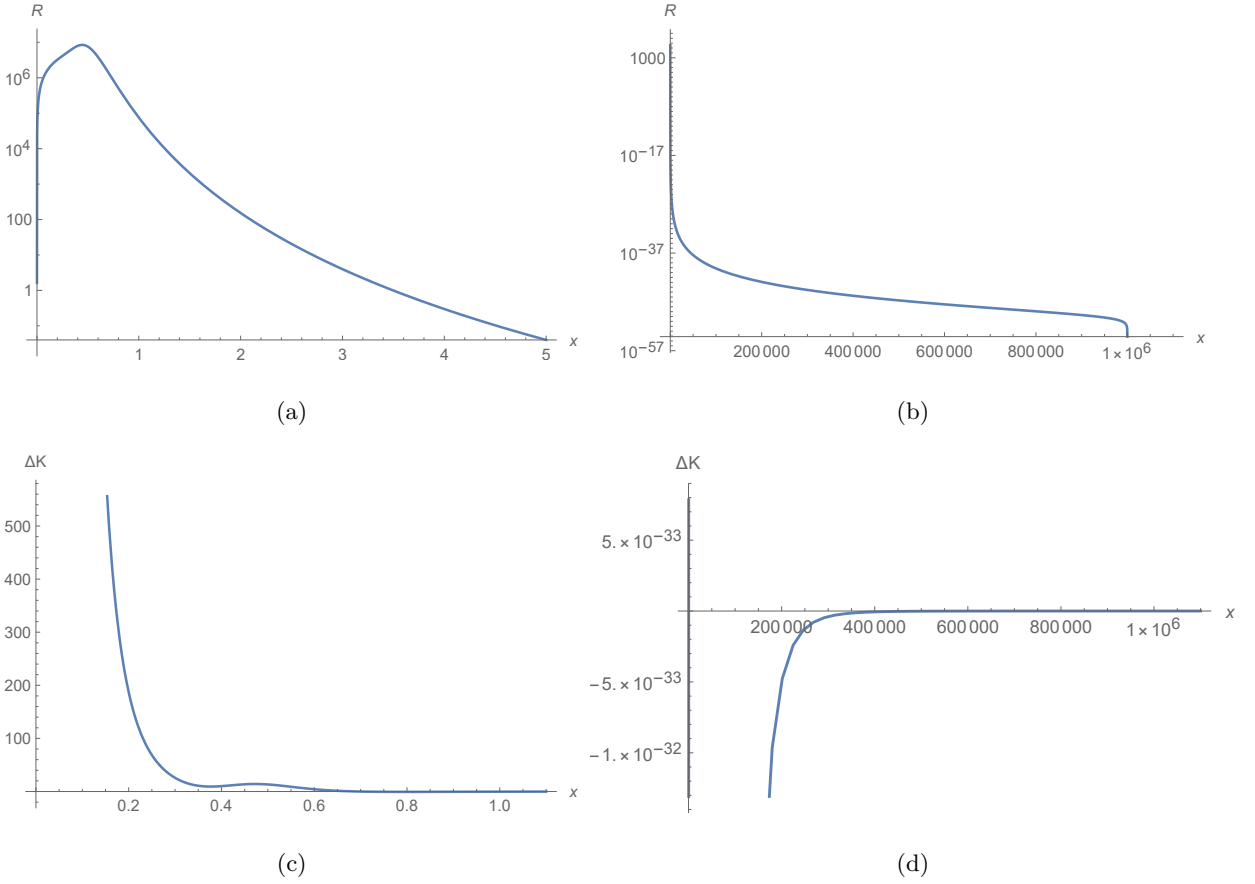 R
10^6
10^4
100
1
1 2 3 4 5 x
(a)
R
1000
10^-17
10^-37
10^-57
200000 400000 600000 800000 1×10^6 x
(b)
ΔK
500
400
300
200
100
0.2 0.4 0.6 0.8 1.0 x
(c)
ΔK
5.×10^-33
-5.×10^-33
-1.×10^-32
200000 400000 600000 800000 1×10^6 x
(d)